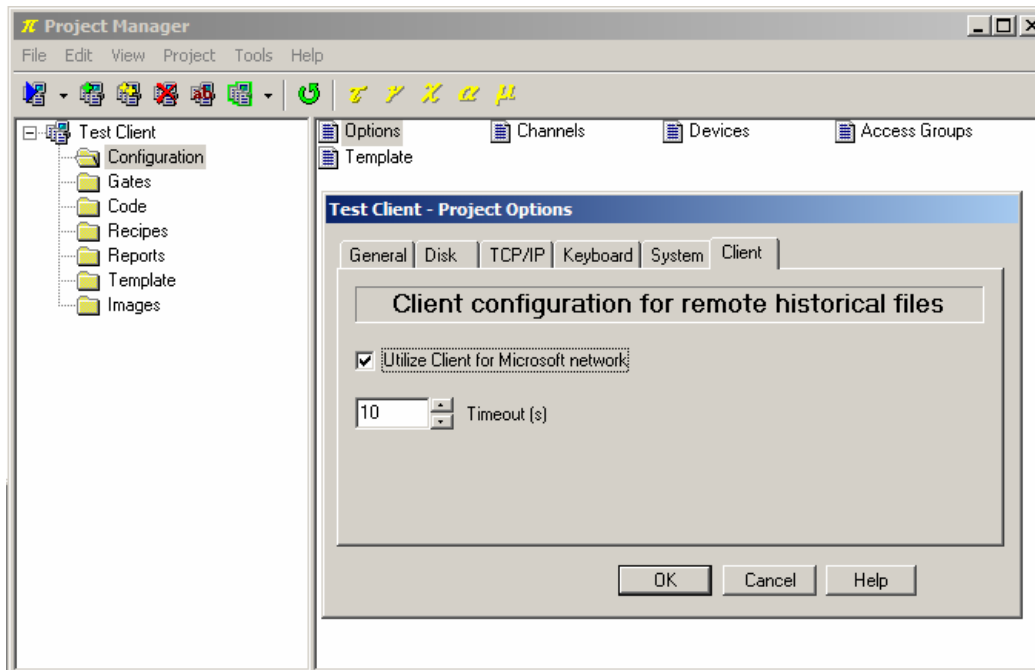 π Project Manager
File Edit View Project Tools Help
τ γ χ α μ
Test Client
Configuration
Gates
Code
Recipes
Reports
Template
Images
Options Channels Devices Access Groups
Template
Test Client - Project Options
General Disk TCP/IP Keyboard System Client
Client configuration for remote historical files
Utilize Client for Microsoft network
10 Timeout (s)
OK Cancel Help